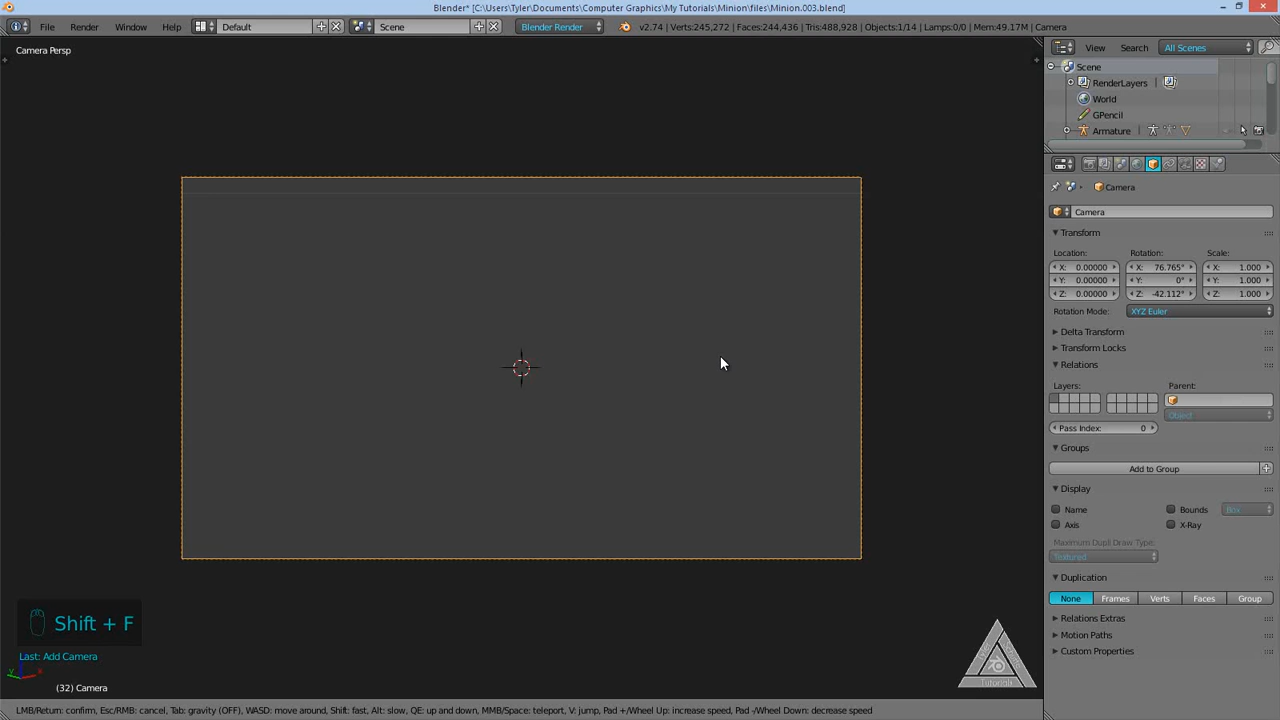 Blender* [C:\Users\Tyler\Documents\Computer Graphics\My Tutorials\Minion\files\Minion.003.blend]
File Render Window Help Default Scene Blender Render v2.74 | Verts:245,272 | Faces:244,436 | Tris:488,928 | Objects:1/14 | Lamps:0/0 | Mem:49.17M | Camera
Camera Persp
View Search All Scenes
Scene
RenderLayers
World
GPencil
Armature
Camera
Camera
Transform
Location: Rotation: Scale:
X: 0.00000 X: 76.765° X: 1.000
Y: 0.00000 Y: 0° Y: 1.000
Z: 0.00000 Z: -42.112° Z: 1.000
Rotation Mode: XYZ Euler
Delta Transform
Transform Locks
Relations
Layers: Parent:
Object
Pass Index: 0
Groups
Add to Group
Display
Name Bounds Box
Axis X-Ray
Maximum Dupli Draw Type:
Textured
Duplication
None Frames Verts Faces Group
Relations Extras
Motion Paths
Custom Properties
Shift + F
Last: Add Camera
y x
(32) Camera
Tutorials
LMB/Return: confirm, Esc/RMB: cancel, Tab: gravity (OFF), WASD: move around, Shift: fast, Alt: slow, QE: up and down, MMB/Space: teleport, V: jump, Pad +/Wheel Up: increase speed, Pad -/Wheel Down: decrease speed